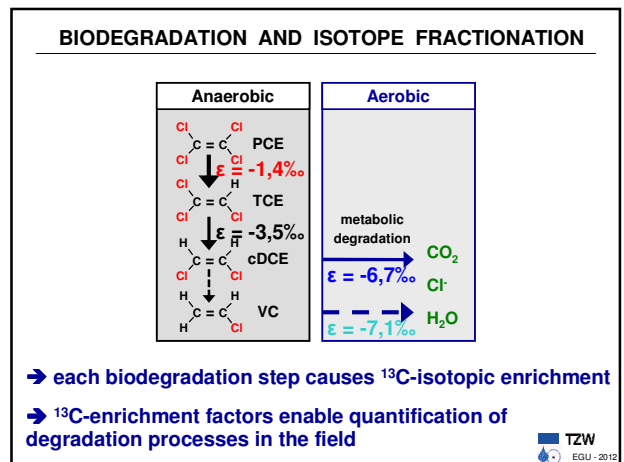 BIODEGRADATION AND ISOTOPE FRACTIONATION
Anaerobic
Cl Cl
C = C
Cl Cl
PCE
ε = -1,4‰
Cl H
C = C
Cl Cl
TCE
ε = -3,5‰
H H
C = C
Cl Cl
cDCE
H H
C = C
H Cl
VC
Aerobic
metabolic
degradation
ε = -6,7‰
ε = -7,1‰
CO₂
Cl⁻
H₂O
➔ each biodegradation step causes ¹³C-isotopic enrichment
➔ ¹³C-enrichment factors enable quantification of
degradation processes in the field
TZW
EGU - 2012